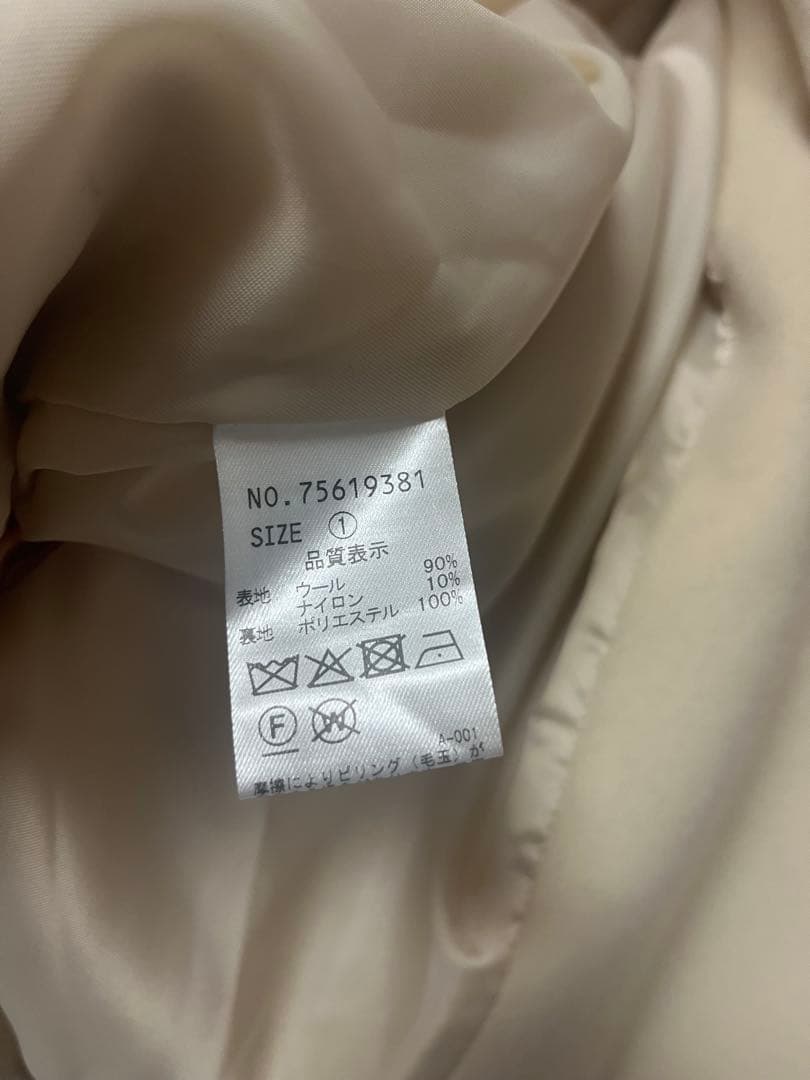 NO.75619381
SIZE ①
品質表示
表地 ウール 90%
ナイロン 10%
裏地 ポリエステル 100%
F W
A-001
摩擦によりピリング(毛玉)が